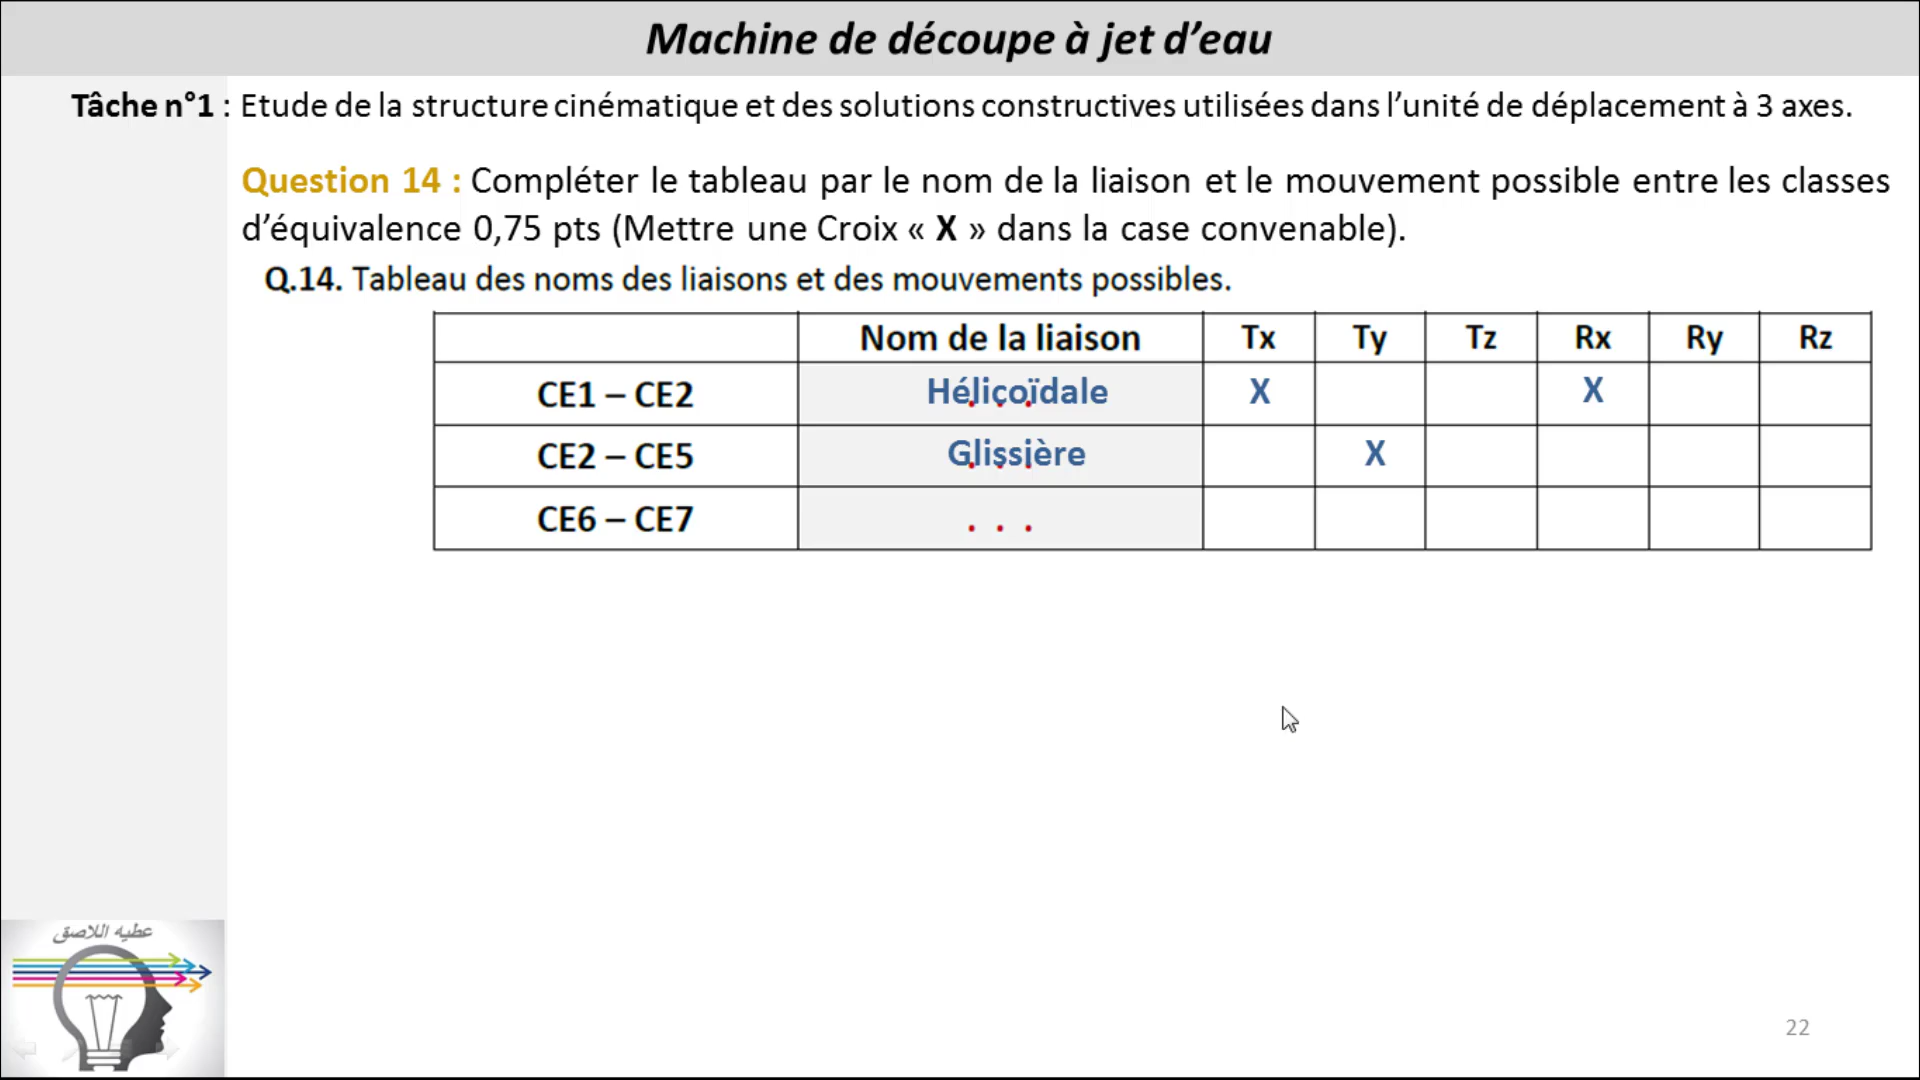 Machine de découpe à jet d’eau
Tâche n°1 : Etude de la structure cinématique et des solutions constructives utilisées dans l’unité de déplacement à 3 axes.
Question 14 : Compléter le tableau par le nom de la liaison et le mouvement possible entre les classes
d’équivalence 0,75 pts (Mettre une Croix « X » dans la case convenable).
Q.14. Tableau des noms des liaisons et des mouvements possibles.
Nom de la liaison Tx Ty Tz Rx Ry Rz
CE1 – CE2 Hélicoïdale X X
CE2 – CE5 Glissière X
CE6 – CE7 . . .
عطيه اللاصق
22